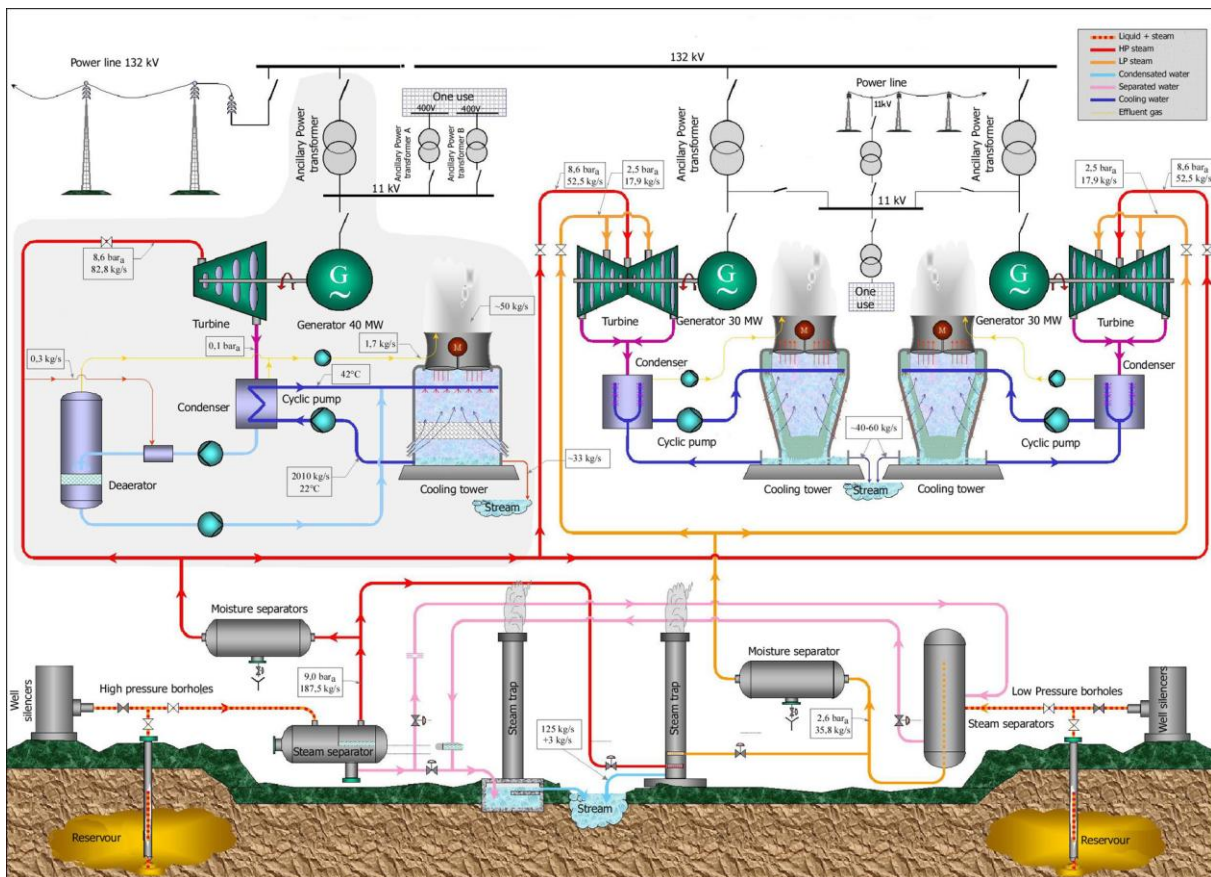 Power line 132 kV
132 kV
Power line
11kV
Liquid + steam
HP steam
LP steam
Condensated water
Separated water
Cooling water
Effluent gas
Ancillary Power
transformer
One use
400V
400V
Ancillary Power
transformer A
Ancillary Power
transformer B
11 kV
Ancillary Power
transformer
Ancillary Power
transformer
11 kV
One
use
8,6 bara
52,5 kg/s
2,5 bara
17,9 kg/s
2,5 bara
17,9 kg/s
8,6 bara
52,5 kg/s
8,6 bara
82,8 kg/s
G
~
G
~
G
~
Turbine
Generator 40 MW
~50 kg/s
Turbine
Generator 30 MW
Generator 30 MW
Turbine
0,1 bara
1,7 kg/s
M
M
M
0,3 kg/s
42°C
Condenser
Cyclic pump
Condenser
Condenser
Cyclic pump
Cyclic pump
~40-60 kg/s
2010 kg/s
22°C
~33 kg/s
Deaerator
Cooling tower
Stream
Cooling tower
Cooling tower
Stream
Moisture separators
Moisture separator
9,0 bara
187,5 kg/s
Well
silencers
High pressure borholes
Steam separator
Steam trap
Steam trap
125 kg/s
+3 kg/s
2,6 bara
35,8 kg/s
Low Pressure borholes
Steam separators
Well silencers
Stream
Reservour
Reservour